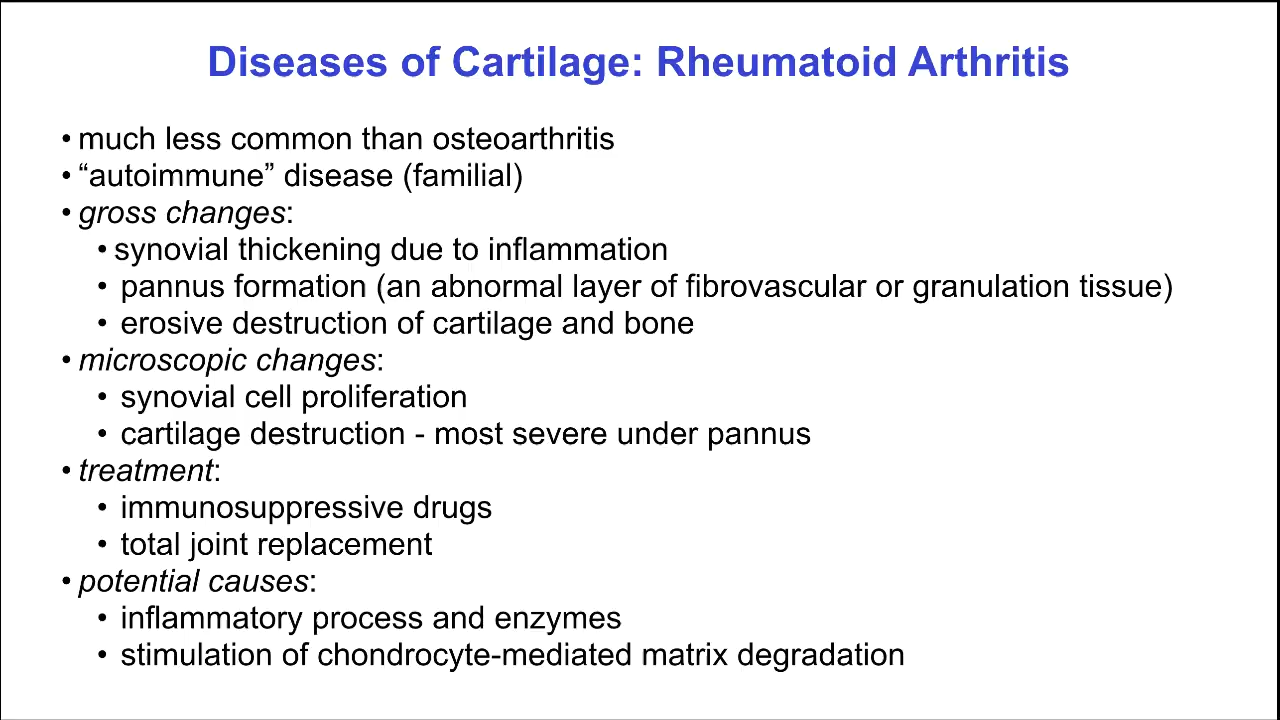 Diseases of Cartilage: Rheumatoid Arthritis
• much less common than osteoarthritis
• “autoimmune” disease (familial)
• gross changes:
• synovial thickening due to inflammation
• pannus formation (an abnormal layer of fibrovascular or granulation tissue)
• erosive destruction of cartilage and bone
• microscopic changes:
• synovial cell proliferation
• cartilage destruction - most severe under pannus
• treatment:
• immunosuppressive drugs
• total joint replacement
• potential causes:
• inflammatory process and enzymes
• stimulation of chondrocyte-mediated matrix degradation